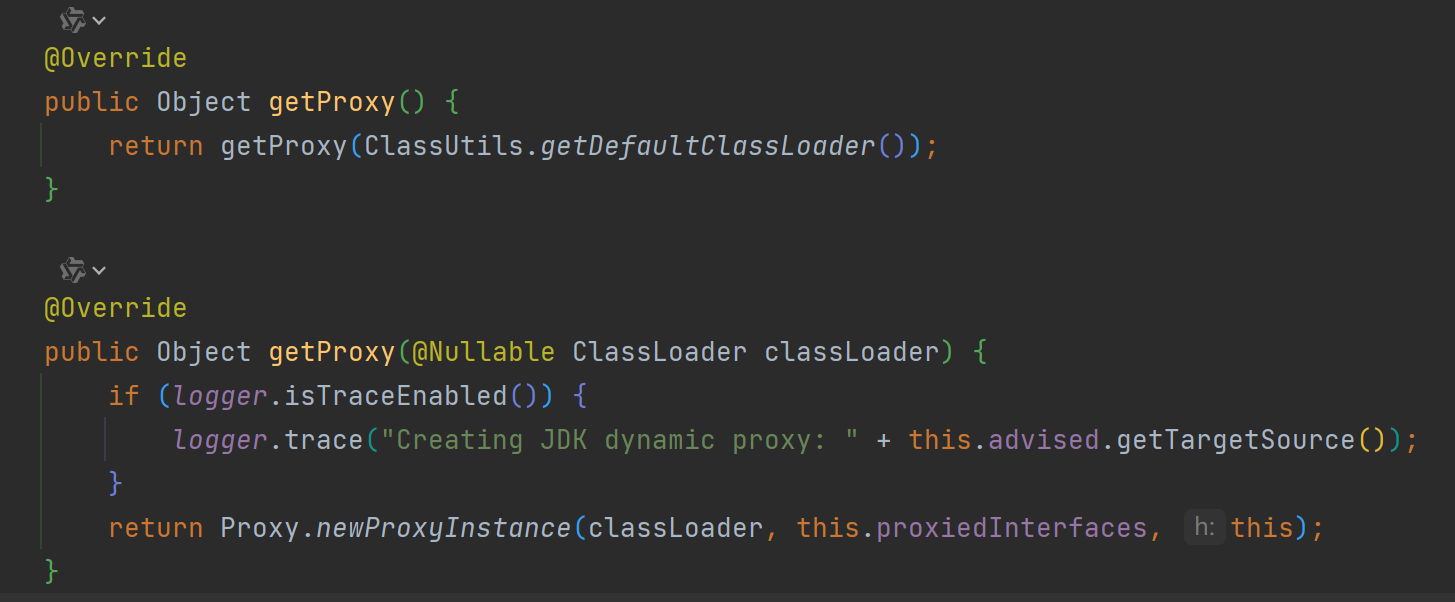 @Override
public Object getProxy() {
    return getProxy(ClassUtils.getDefaultClassLoader());
}
@Override
public Object getProxy(@Nullable ClassLoader classLoader) {
    if (logger.isTraceEnabled()) {
        logger.trace("Creating JDK dynamic proxy: " + this.advised.getTargetSource());
    }
    return Proxy.newProxyInstance(classLoader, this.proxiedInterfaces, h: this);
}